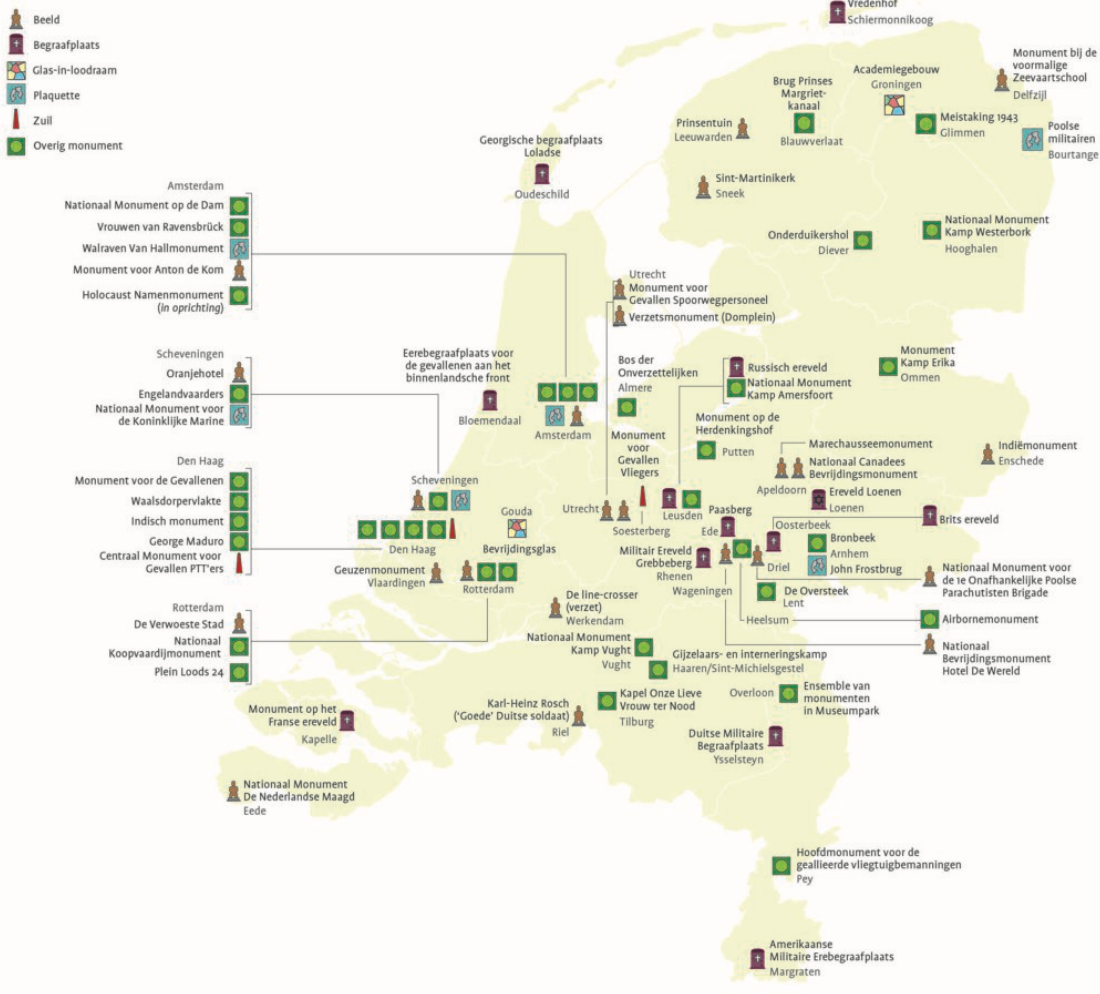 Beeld
Begraafplaats
Glas-in-loodraam
Plaquette
Zuil
Overig monument
Vredenhof
Schiermonnikoog
Monument bij de
voormalige
Zeevaartschool
Delfzijl
Academiegebouw
Groningen
Brug Prinses
Margriet-
kanaal
Blauwverlaat
Meistaking 1943
Glimmen
Poolse
militairen
Bourtange
Prinsentuin
Leeuwarden
Georgische begraafplaats
Loladse
Oudeschild
Sint-Martinikerk
Sneek
Onderduikershol
Diever
Nationaal Monument
Kamp Westerbork
Hooghalen
Amsterdam
Nationaal Monument op de Dam
Vrouwen van Ravensbrück
Walraven Van Hallmonument
Monument voor Anton de Kom
Holocaust Namenmonument
(in oprichting)
Utrecht
Monument voor
Gevallen Spoorwegpersoneel
Verzetsmonument (Domplein)
Scheveningen
Oranjehotel
Engelandvaarders
Nationaal Monument voor
de Koninklijke Marine
Eerebegraafplaats voor
de gevallenen aan het
binnenlandsche front
Bloemendaal
Amsterdam
Bos der
Onverzettelijken
Almere
Russisch ereveld
Nationaal Monument
Kamp Amersfoort
Monument
Kamp Erika
Ommen
Monument op de
Herdenkingshof
Putten
Monument
voor
Gevallen
Vliegers
Soesterberg
Marechausseemonument
Nationaal Canadees
Bevrijdingsmonument
Apeldoorn
Indiëmonument
Enschede
Den Haag
Monument voor de Gevallenen
Waalsdorpervlakte
Indisch monument
George Maduro
Centraal Monument voor
Gevallen PTT'ers
Scheveningen
Den Haag
Gouda
Bevrijdingsglas
Utrecht
Leusden
Ereveld Loenen
Loenen
Paasberg
Ede
Oosterbeek
Brits ereveld
Bronbeek
Arnhem
John Frostbrug
Militair Ereveld
Grebbeberg
Rhenen
Wageningen
Driel
Nationaal Monument voor
de 1e Onafhankelijke Poolse
Parachutisten Brigade
Geuzenmonument
Vlaardingen
Rotterdam
De line-crosser
(verzet)
Werkendam
De Oversteek
Lent
Heelsum
Airbornemonument
Nationaal
Bevrijdingsmonument
Hotel De Wereld
Rotterdam
De Verwoeste Stad
Nationaal
Koopvaardijmonument
Plein Loods 24
Nationaal Monument
Kamp Vught
Vught
Gijzelaars- en interneringskamp
Haaren/Sint-Michielsgestel
Monument op het
Franse ereveld
Kapelle
Karl-Heinz Rosch
('Goede' Duitse soldaat)
Riel
Kapel Onze Lieve
Vrouw ter Nood
Tilburg
Overloon
Ensemble van
monumenten
in Museumpark
Duitse Militaire
Begraafplaats
Ysselsteyn
Nationaal Monument
De Nederlandse Maagd
Eede
Hoofdmonument voor de
geallieerde vliegtuigbemanningen
Pey
Amerikaanse
Militaire Erebegraafplaats
Margraten